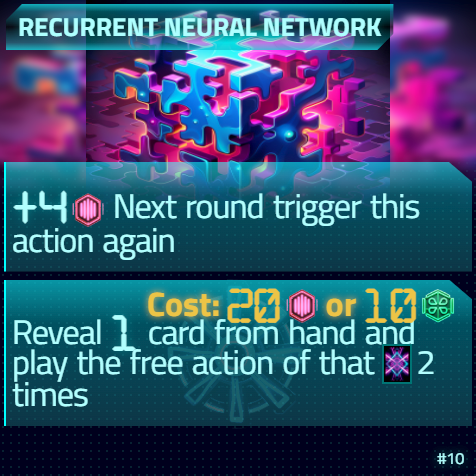 RECURRENT NEURAL NETWORK
+4 Next round trigger this
action again
Cost: 20 or 10
Reveal 1 card from hand and
play the free action of that 2
times
#10